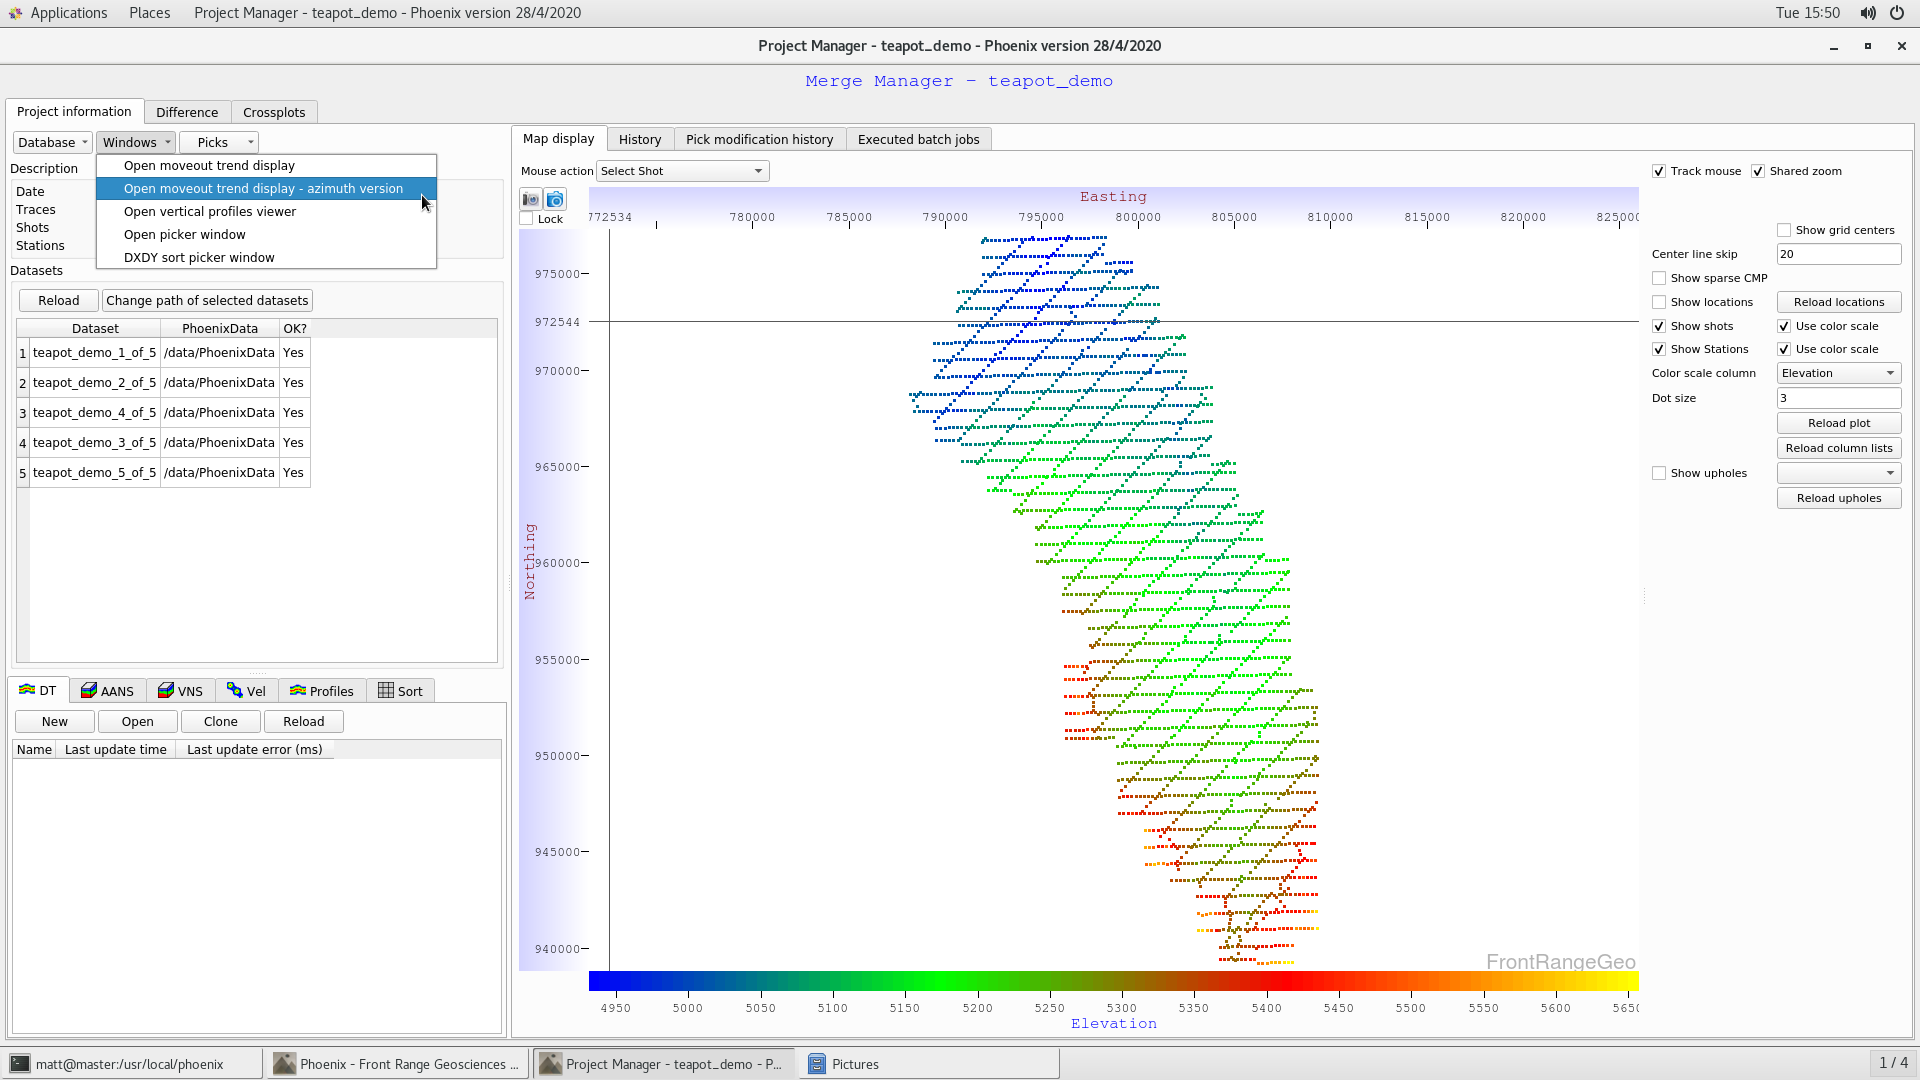 Applications Places Project Manager - teapot_demo - Phoenix version 28/4/2020 Tue 15:50
Project Manager - teapot_demo - Phoenix version 28/4/2020
Merge Manager - teapot_demo
Project information Difference Crossplots
Database Windows Picks
Open moveout trend display
Open moveout trend display - azimuth version
Open vertical profiles viewer
Open picker window
DXDY sort picker window
Description
Date
Traces
Shots
Stations
Datasets
Reload Change path of selected datasets
Dataset PhoenixData OK?
1 teapot_demo_1_of_5 /data/PhoenixData Yes
2 teapot_demo_2_of_5 /data/PhoenixData Yes
3 teapot_demo_4_of_5 /data/PhoenixData Yes
4 teapot_demo_3_of_5 /data/PhoenixData Yes
5 teapot_demo_5_of_5 /data/PhoenixData Yes
DT AANS VNS Vel Profiles Sort
New Open Clone Reload
Name Last update time Last update error (ms)
Map display History Pick modification history Executed batch jobs
Mouse action Select Shot
Lock
Easting
772534 780000 785000 790000 795000 800000 805000 810000 815000 820000 825000
Northing
975000
972544
970000
965000
960000
955000
950000
945000
940000
FrontRangeGeo
4950 5000 5050 5100 5150 5200 5250 5300 5350 5400 5450 5500 5550 5600 5650
Elevation
Track mouse Shared zoom
Show grid centers
Center line skip 20
Show sparse CMP
Show locations Reload locations
Show shots Use color scale
Show Stations Use color scale
Color scale column Elevation
Dot size 3
Reload plot
Reload column lists
Show upholes
Reload upholes
matt@master:/usr/local/phoenix Phoenix - Front Range Geosciences ... Project Manager - teapot_demo - P... Pictures 1 / 4